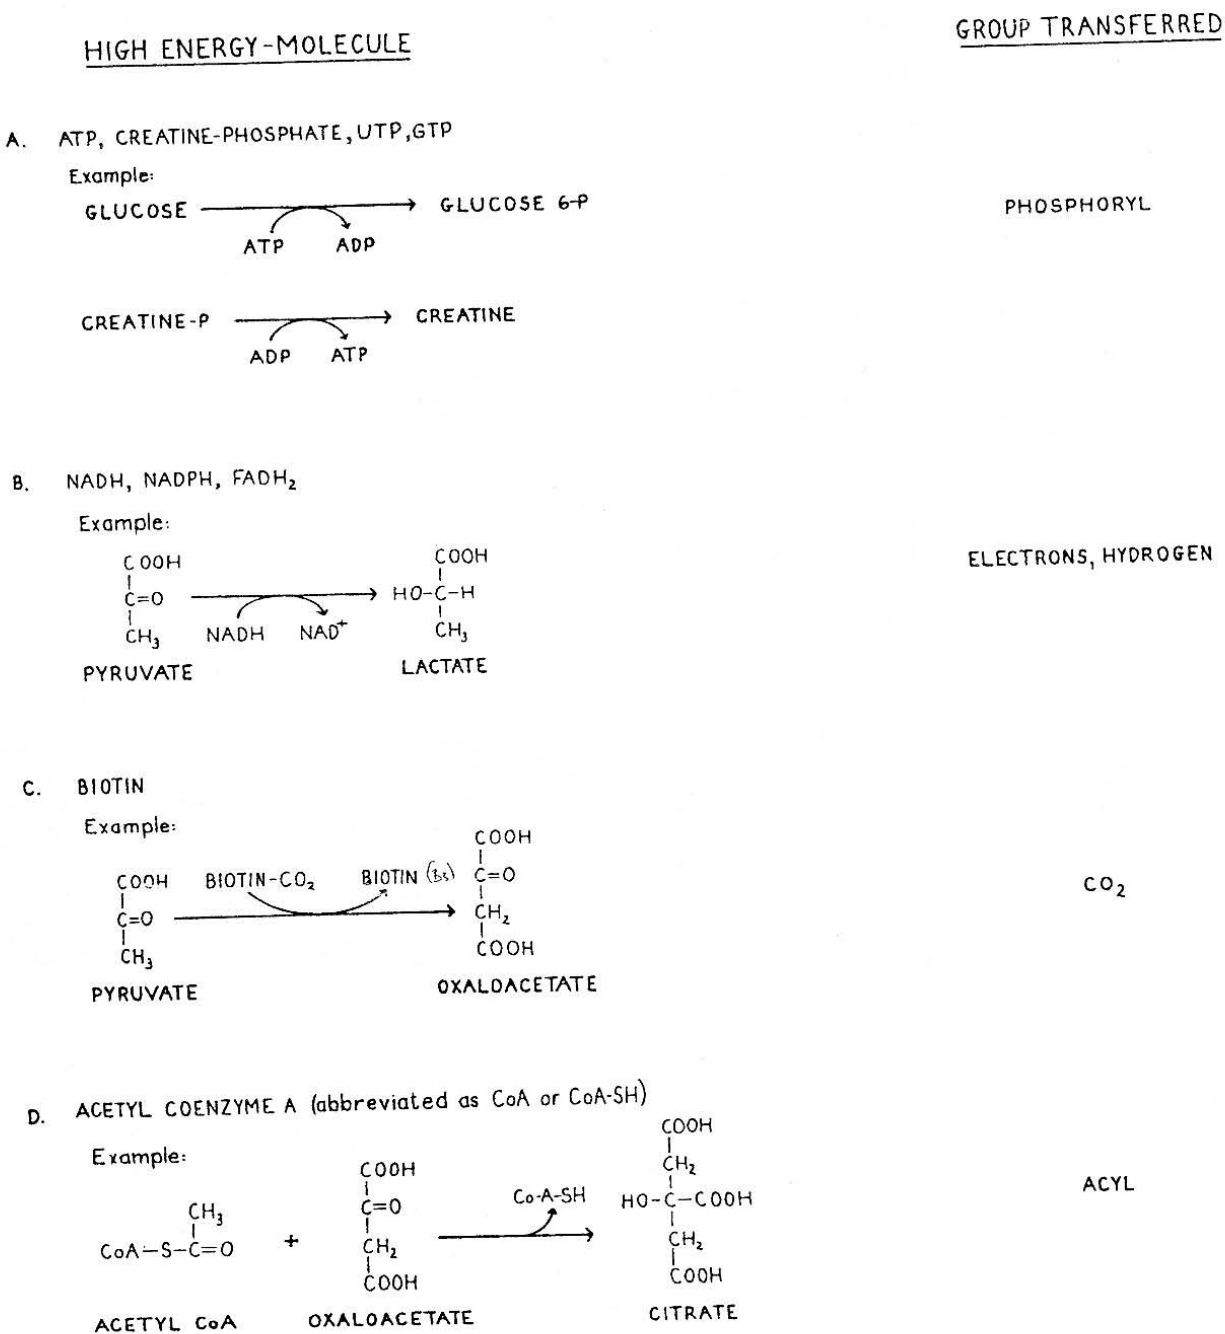 HIGH ENERGY-MOLECULE
GROUP TRANSFERRED
A. ATP, CREATINE-PHOSPHATE, UTP, GTP
Example:
GLUCOSE GLUCOSE 6-P
ATP ADP
PHOSPHORYL
CREATINE-P CREATINE
ADP ATP
B. NADH, NADPH, FADH₂
Example:
ELECTRONS, HYDROGEN
COOH COOH
C=O HO-C-H
CH₃ NADH NAD⁺ CH₃
PYRUVATE LACTATE
C. BIOTIN
Example:
COOH
COOH BIOTIN-CO₂ BIOTIN C=O
CO₂
C=O CH₂
CH₃ COOH
PYRUVATE OXALOACETATE
D. ACETYL COENZYME A (abbreviated as CoA or CoA-SH)
Example:
COOH
COOH CH₂
CH₃ C=O Co-A-SH HO-C-COOH
ACYL
CoA-S-C=O + CH₂ CH₂
COOH COOH
ACETYL CoA OXALOACETATE CITRATE